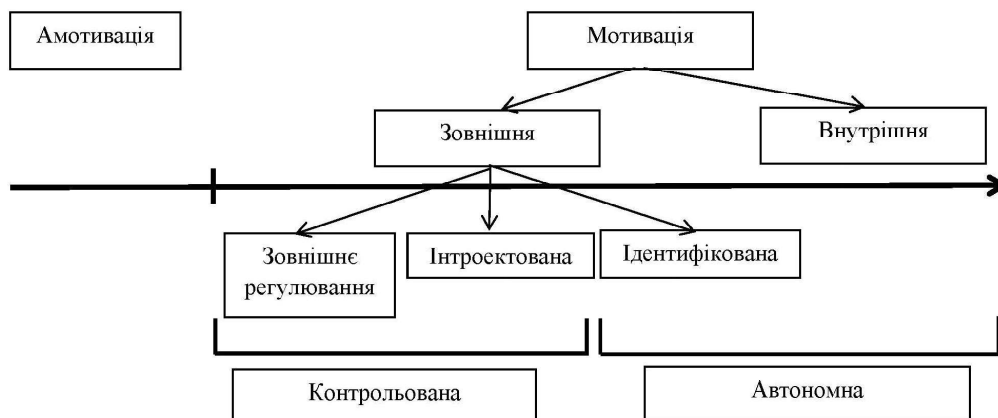 Амотивація
Мотивація
Зовнішня
Внутрішня
Зовнішнє
регулювання
Інтроектована
Ідентифікована
Контрольована
Автономна